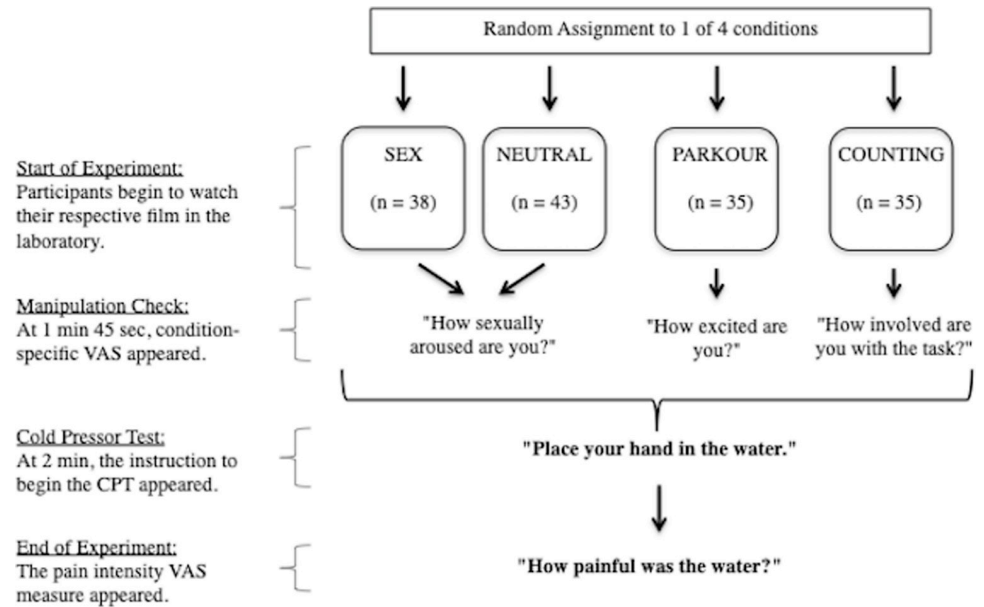 Random Assignment to 1 of 4 conditions
Start of Experiment:
Participants begin to watch
their respective film in the
laboratory.
SEX
(n = 38)
NEUTRAL
(n = 43)
PARKOUR
(n = 35)
COUNTING
(n = 35)
Manipulation Check:
At 1 min 45 sec, condition-
specific VAS appeared.
"How sexually
aroused are you?"
"How excited are
you?"
"How involved are
you with the task?"
Cold Pressor Test:
At 2 min, the instruction to
begin the CPT appeared.
"Place your hand in the water."
End of Experiment:
The pain intensity VAS
measure appeared.
"How painful was the water?"